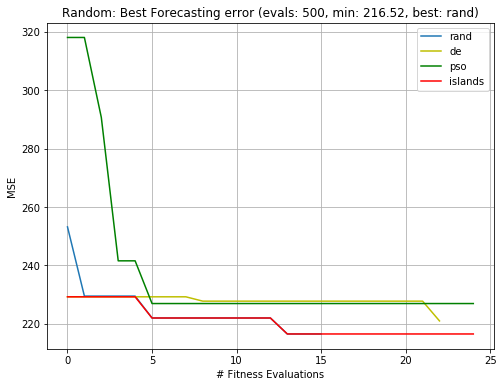 Random: Best Forecasting error (evals: 500, min: 216.52, best: rand)
320
300
280
260
240
220
MSE
rand
de
pso
islands
0 5 10 15 20 25
# Fitness Evaluations